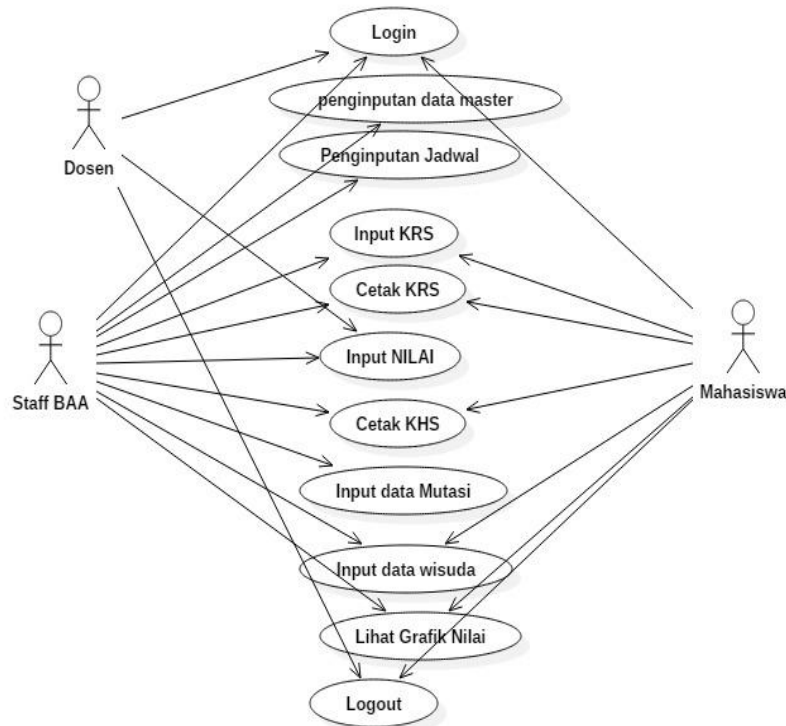 Login
penginputan data master
Dosen
Penginputan Jadwal
Input KRS
Cetak KRS
Input NILAI
Staff BAA
Mahasiswa
Cetak KHS
Input data Mutasi
Input data wisuda
Lihat Grafik Nilai
Logout